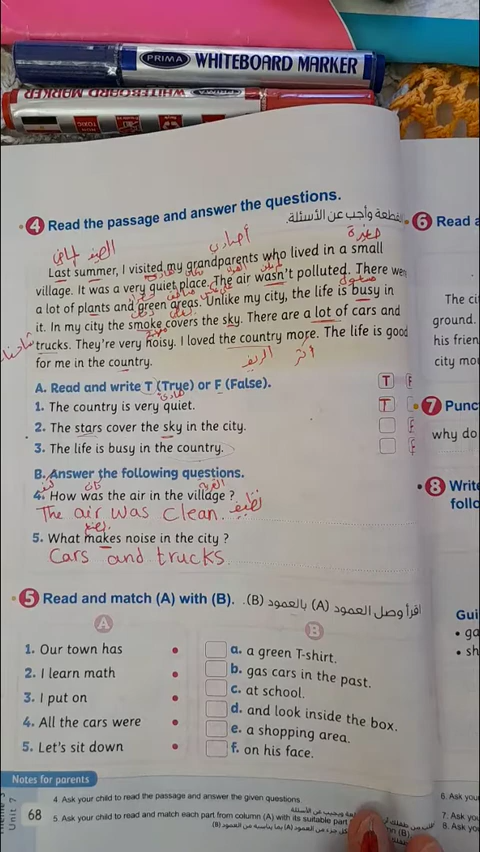 PRIMA WHITEBOARD MARKER
WHITEBOARD MARKER
4 Read the passage and answer the questions.
القطعة وأجب عن الأسئلة.
الصيف الماضي
صغيرة
Last summer, I visited my grandparents who lived in a small
village. It was a very quiet place. The air wasn't polluted. There were
a lot of plants and green areas. Unlike my city, the life is busy in
it. In my city the smoke covers the sky. There are a lot of cars and
trucks. They're very noisy. I loved the country more. The life is good
for me in the country.
الريف
أكثر
A. Read and write T (True) or F (False).
T
1. The country is very quiet.
T
2. The stars cover the sky in the city.
3. The life is busy in the country.
B. Answer the following questions.
4. How was the air in the village ?
The air was clean.
نظيف
5. What makes noise in the city ?
Cars and trucks
5 Read and match (A) with (B).
اقرأ وصل العمود (A) بالعمود (B).
A
B
1. Our town has
a. a green T-shirt.
2. I learn math
b. gas cars in the past.
3. I put on
c. at school.
4. All the cars were
d. and look inside the box.
5. Let's sit down
e. a shopping area.
f. on his face.
Notes for parents
4 Ask your child to read the passage and answer the given questions
5 Ask your child to read and match each part from column (A) with its suitable part
Unit 7
68
6 Read a
The ci
ground.
his frien
city mo
7 Punc
why do
8 Write
follo
Gui
• ga
• sh
6. Ask you
7. Ask you
8. Ask you